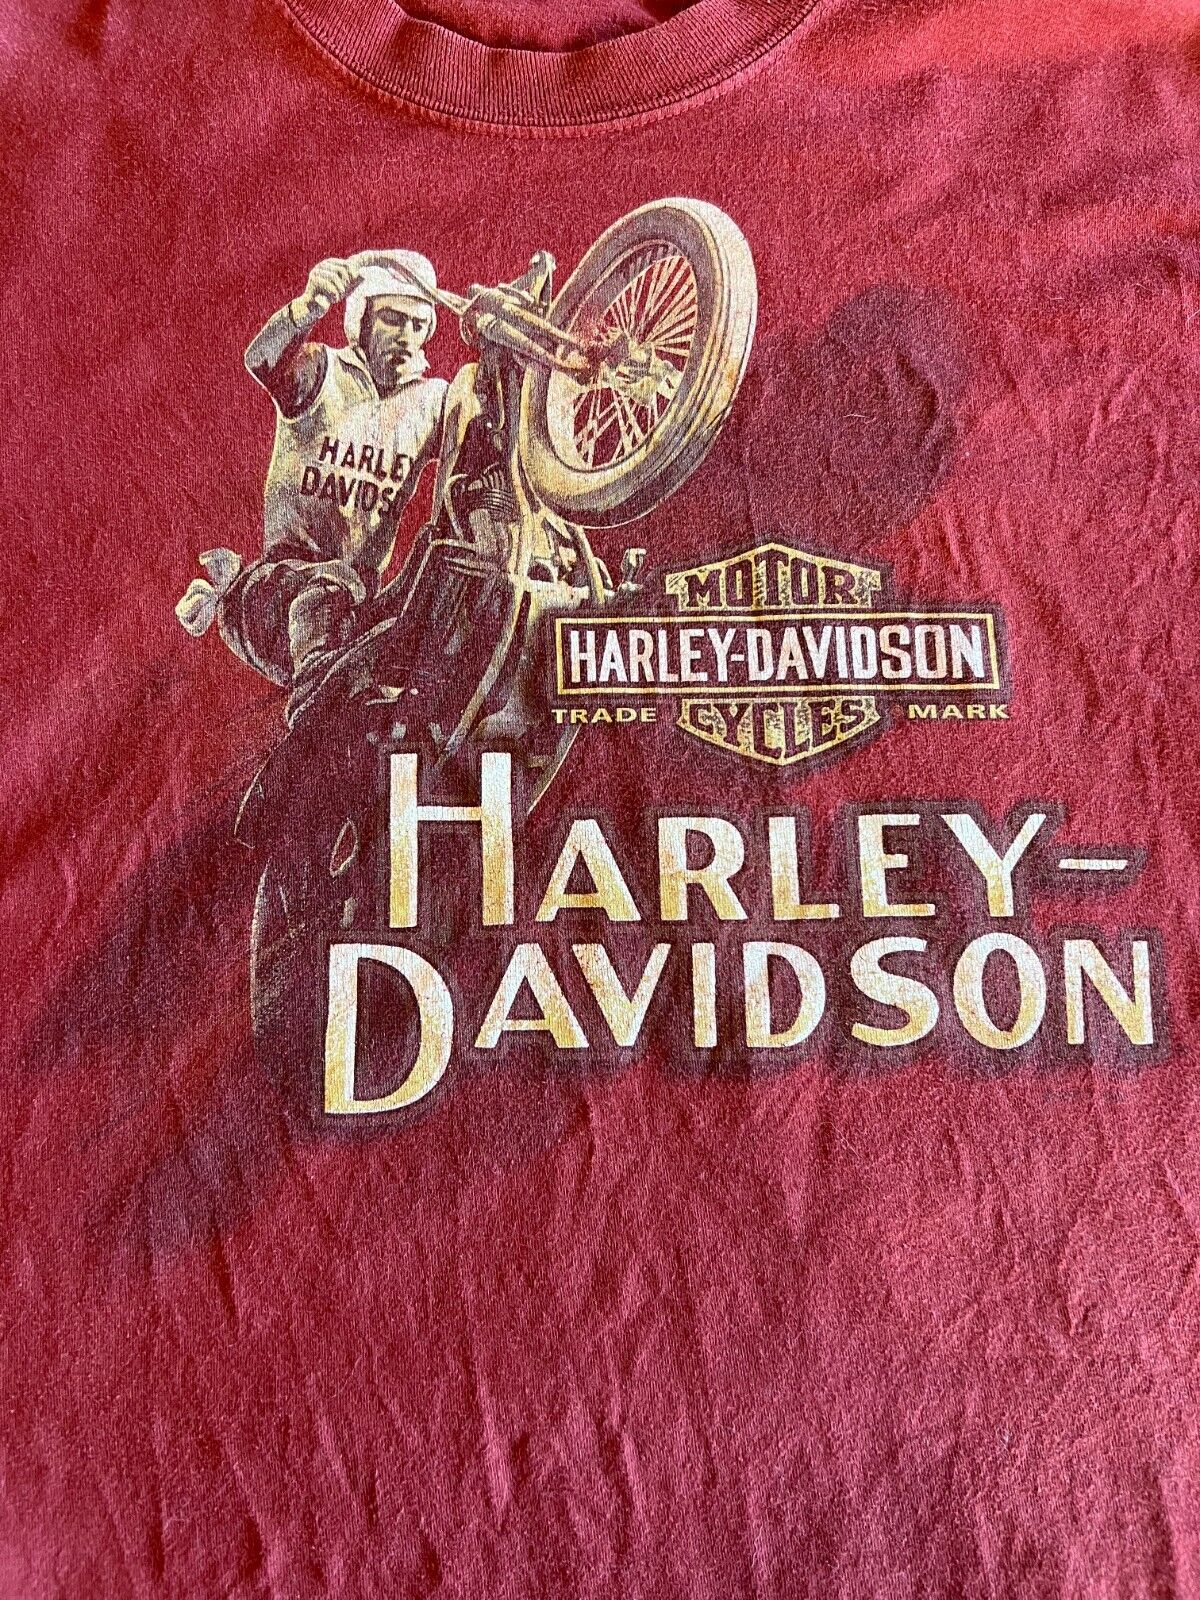 HARLEY
DAVIDS
MOTOR
HARLEY-DAVIDSON
TRADE CYCLES MARK
HARLEY-
DAVIDSON